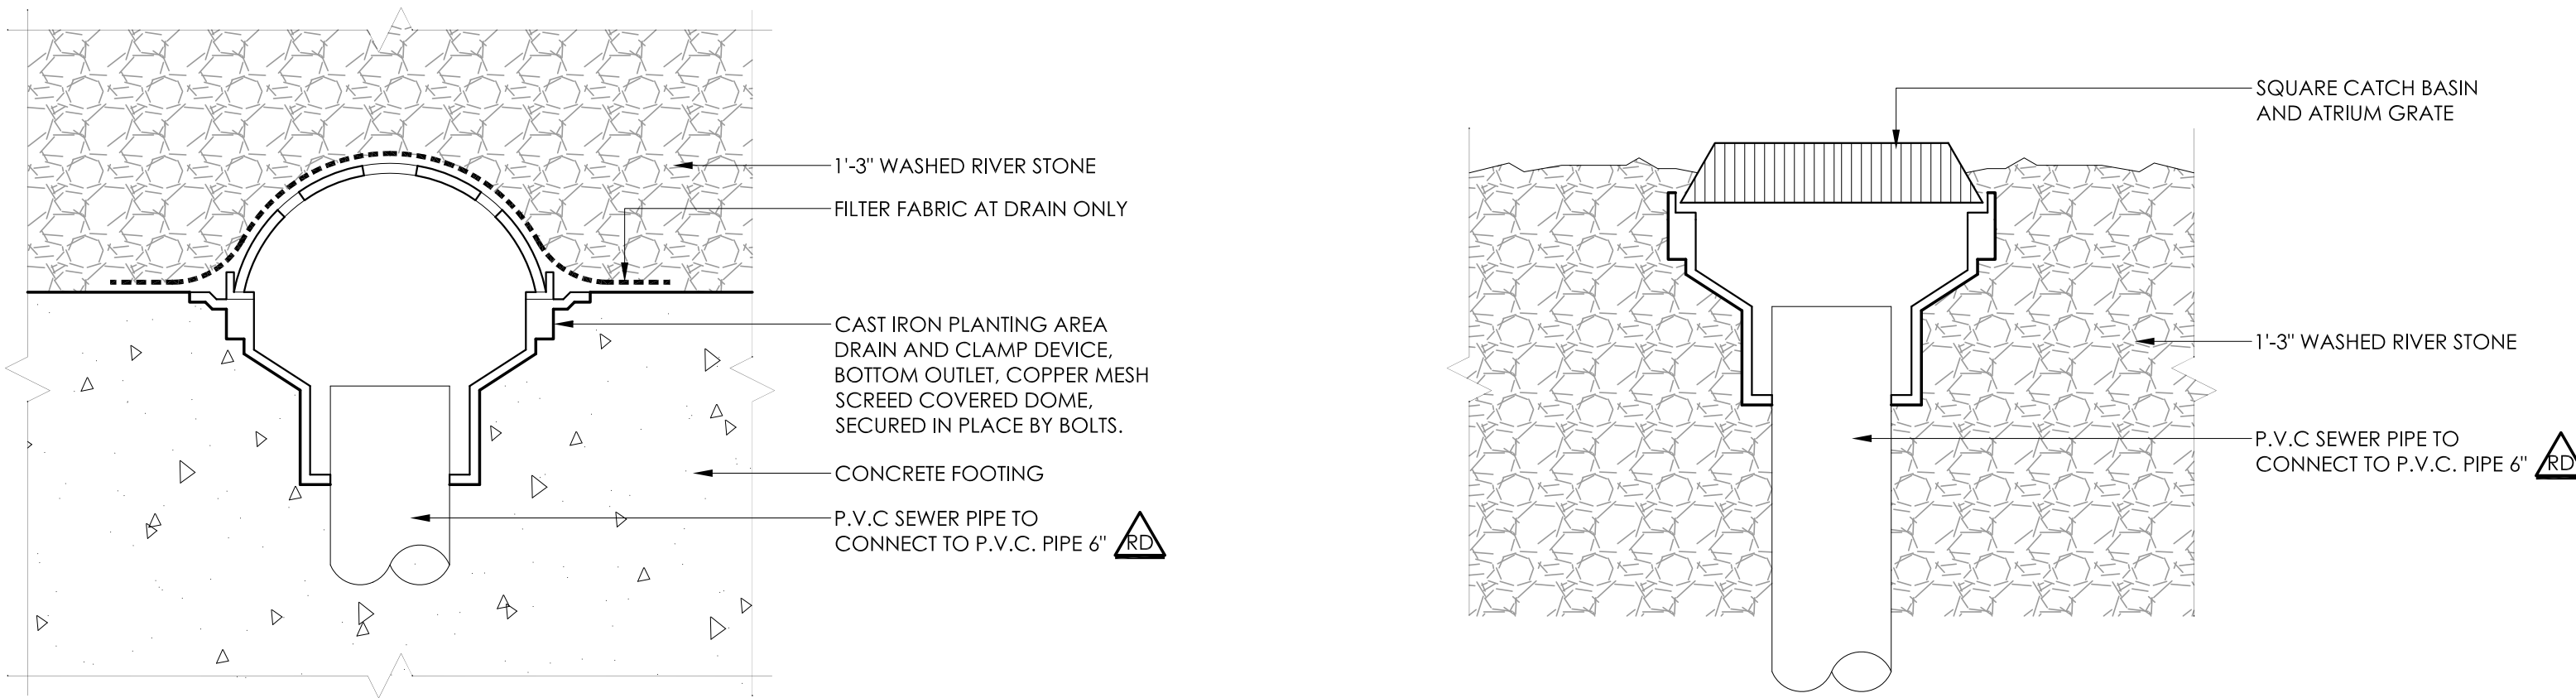 1'-3" WASHED RIVER STONE
FILTER FABRIC AT DRAIN ONLY
CAST IRON PLANTING AREA
DRAIN AND CLAMP DEVICE,
BOTTOM OUTLET, COPPER MESH
SCREED COVERED DOME,
SECURED IN PLACE BY BOLTS.
CONCRETE FOOTING
P.V.C SEWER PIPE TO
CONNECT TO P.V.C. PIPE 6" RD
SQUARE CATCH BASIN
AND ATRIUM GRATE
1'-3" WASHED RIVER STONE
P.V.C SEWER PIPE TO
CONNECT TO P.V.C. PIPE 6" RD